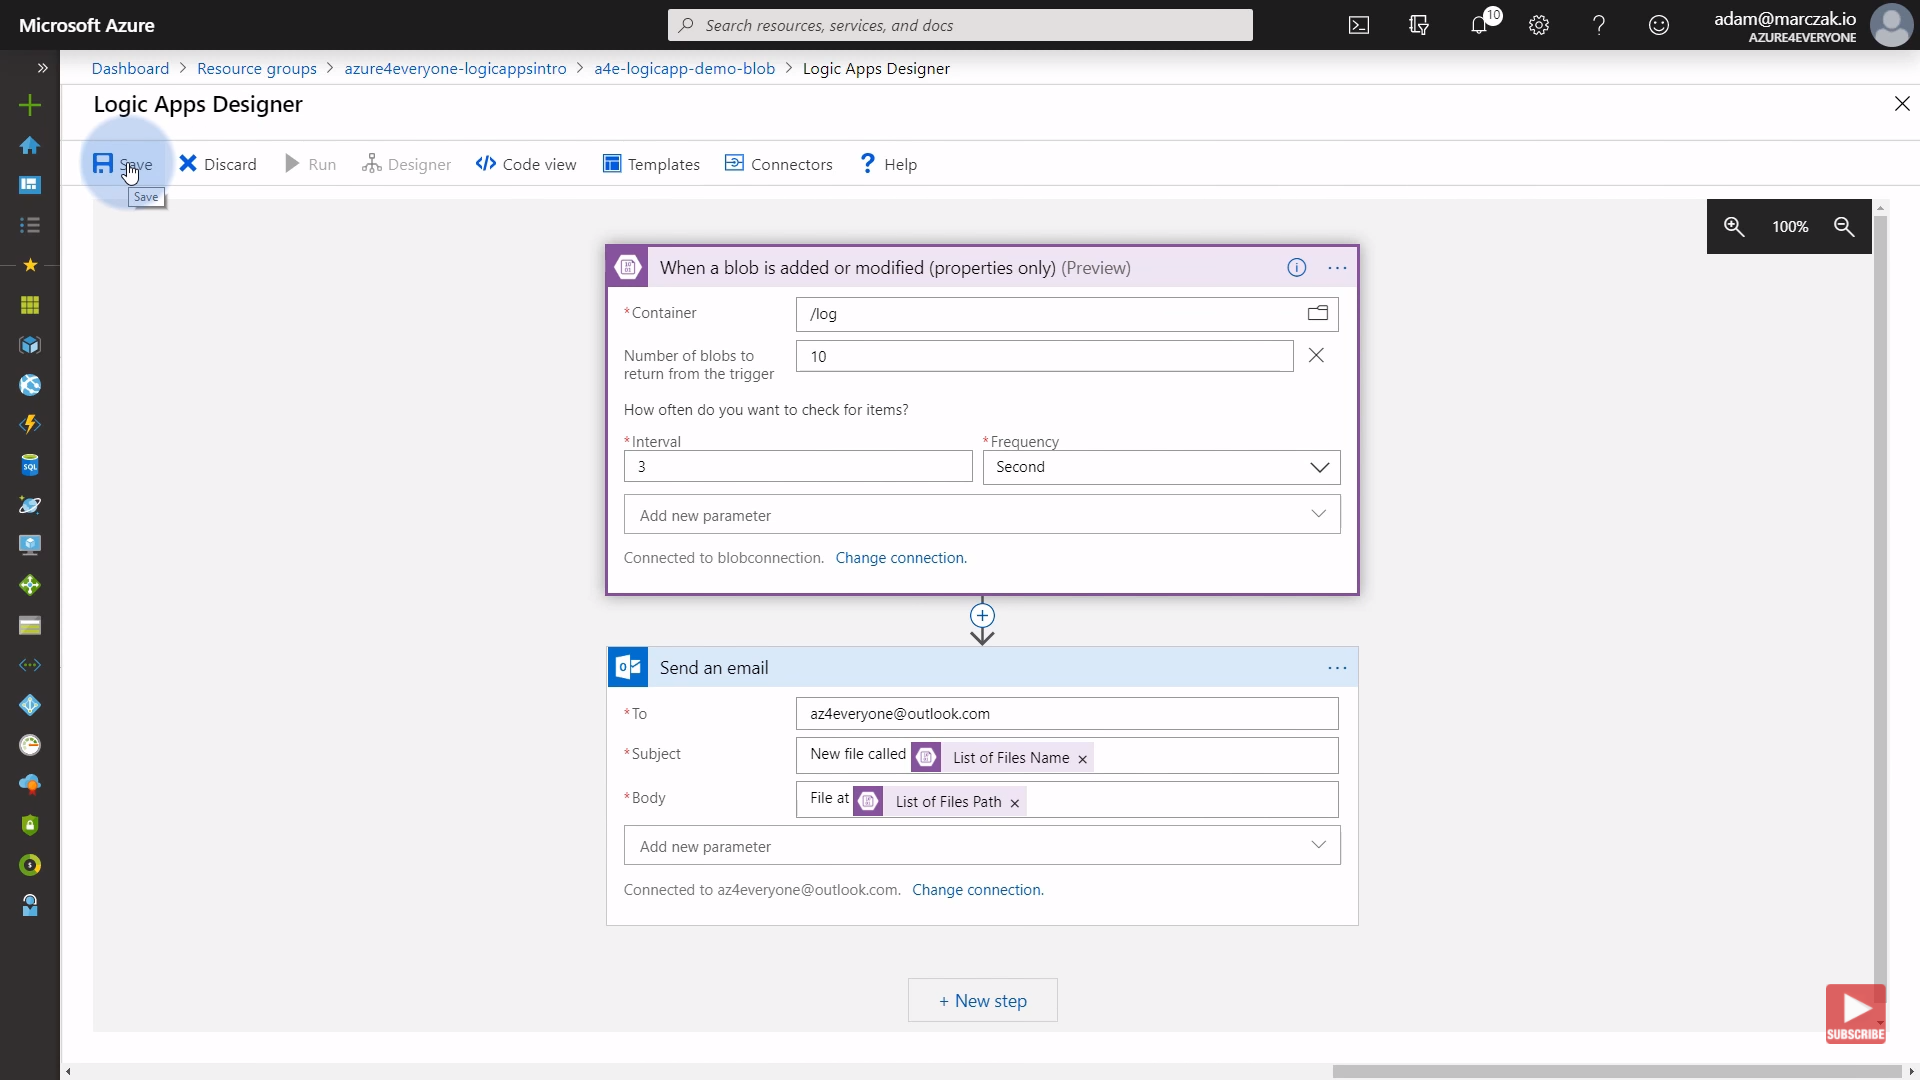 Microsoft Azure
Search resources, services, and docs
10
adam@marczak.io
AZURE4EVERYONE
Dashboard > Resource groups > azure4everyone-logicappsintro > a4e-logicapp-demo-blob > Logic Apps Designer
Logic Apps Designer
Save Discard Run Designer Code view Templates Connectors Help
Save
100%
When a blob is added or modified (properties only) (Preview)
*Container
/log
Number of blobs to
return from the trigger
10
How often do you want to check for items?
*Interval
*Frequency
3
Second
Add new parameter
Connected to blobconnection. Change connection.
Send an email
*To
az4everyone@outlook.com
*Subject
New file called List of Files Name ×
*Body
File at List of Files Path ×
Add new parameter
Connected to az4everyone@outlook.com. Change connection.
+ New step
SUBSCRIBE
SQL